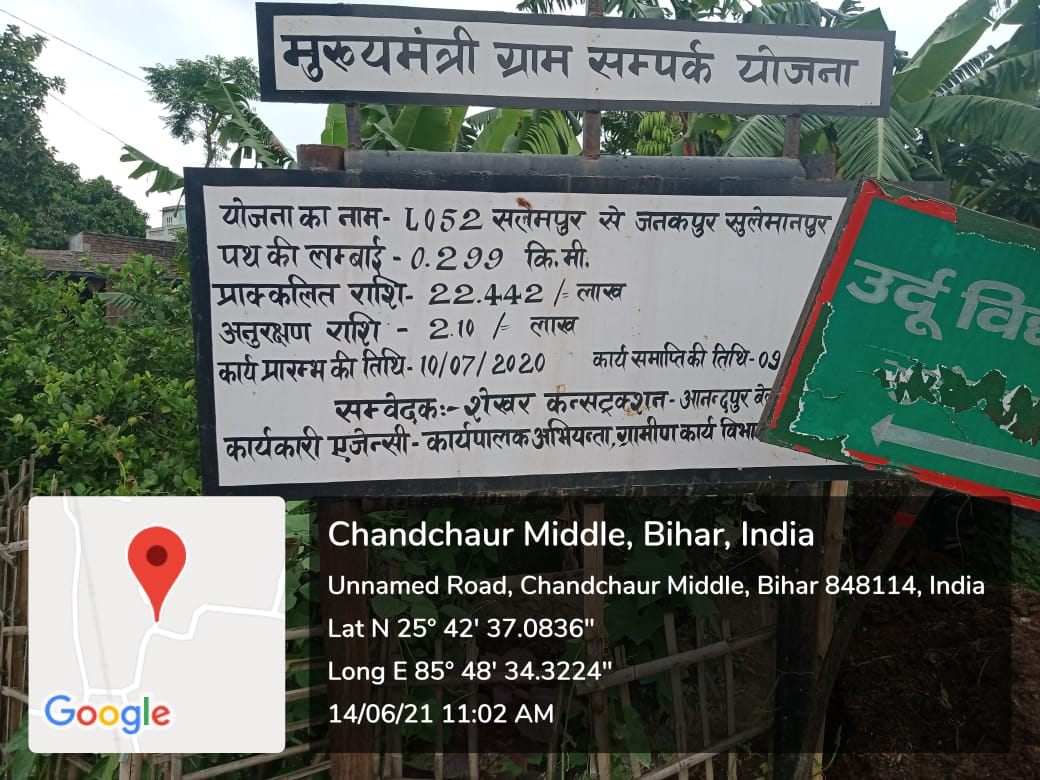 मुख्यमंत्री ग्राम सम्पर्क योजना
योजना का नाम- L052 सलेमपुर से जनकपुर सुलेमानपुर
पथ की लम्बाई - 0.299 कि.मी.
प्राक्कलित राशि- 22.442 /= लाख
अनुरक्षण राशि - 2.10 /= लाख
कार्य प्रारम्भ की तिथि- 10/07/2020 कार्य समाप्ति की तिथि- 09
सम्वेदकः- शेखर कन्सट्रक्शन- आनन्दपुर
कार्यकारी एजेन्सी- कार्यपालक अभियन्ता, ग्रामीण कार्य
उर्दू
Chandchaur Middle, Bihar, India
Unnamed Road, Chandchaur Middle, Bihar 848114, India
Lat N 25° 42' 37.0836"
Long E 85° 48' 34.3224"
14/06/21 11:02 AM
Google